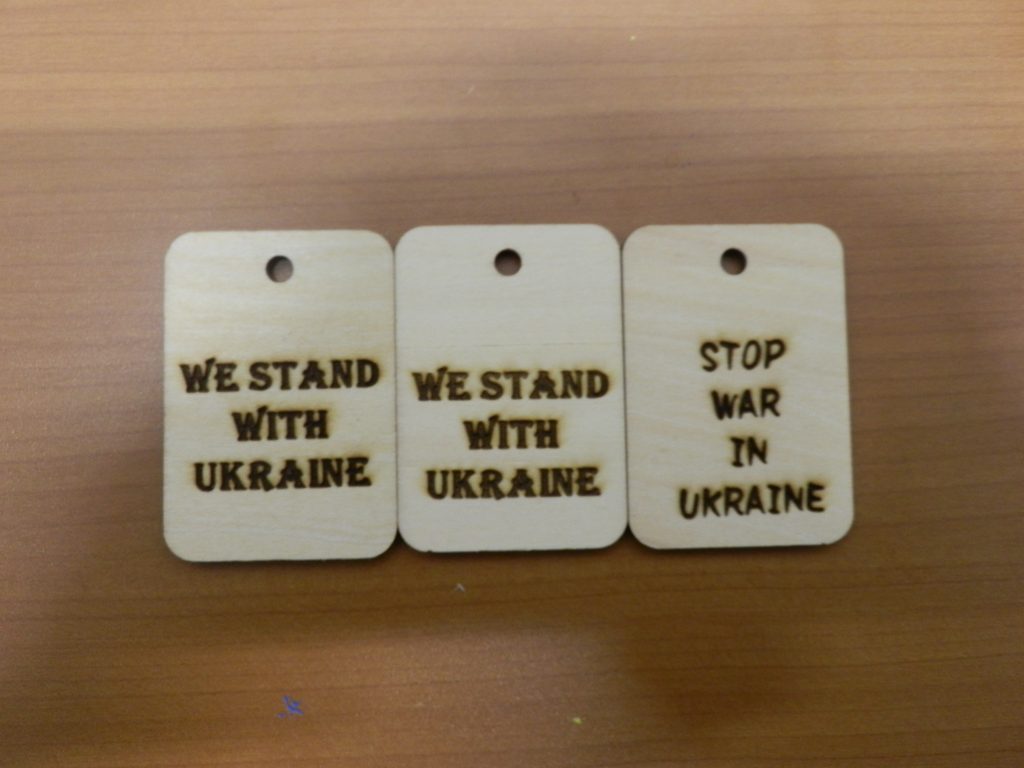 WE STAND
WITH
UKRAINE
WE STAND
WITH
UKRAINE
STOP
WAR
IN
UKRAINE